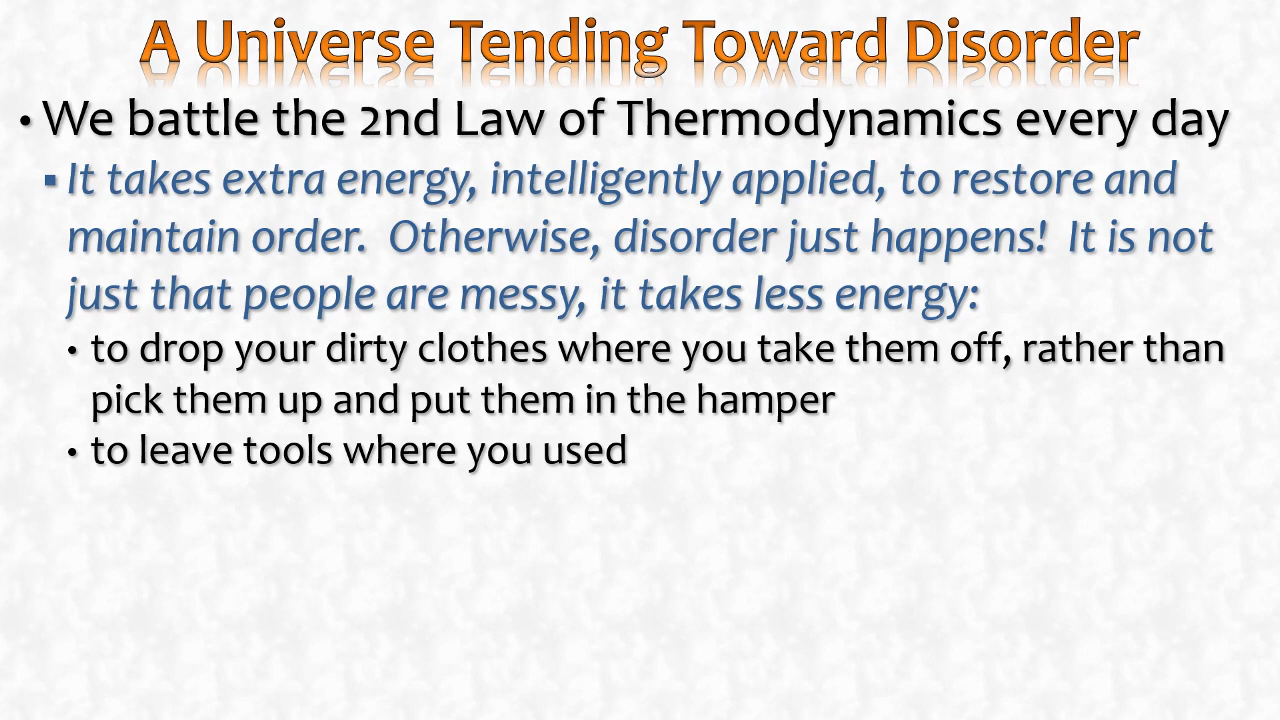 A Universe Tending Toward Disorder
• We battle the 2nd Law of Thermodynamics every day
▪ It takes extra energy, intelligently applied, to restore and
maintain order.  Otherwise, disorder just happens!  It is not
just that people are messy, it takes less energy:
• to drop your dirty clothes where you take them off, rather than
pick them up and put them in the hamper
• to leave tools where you used